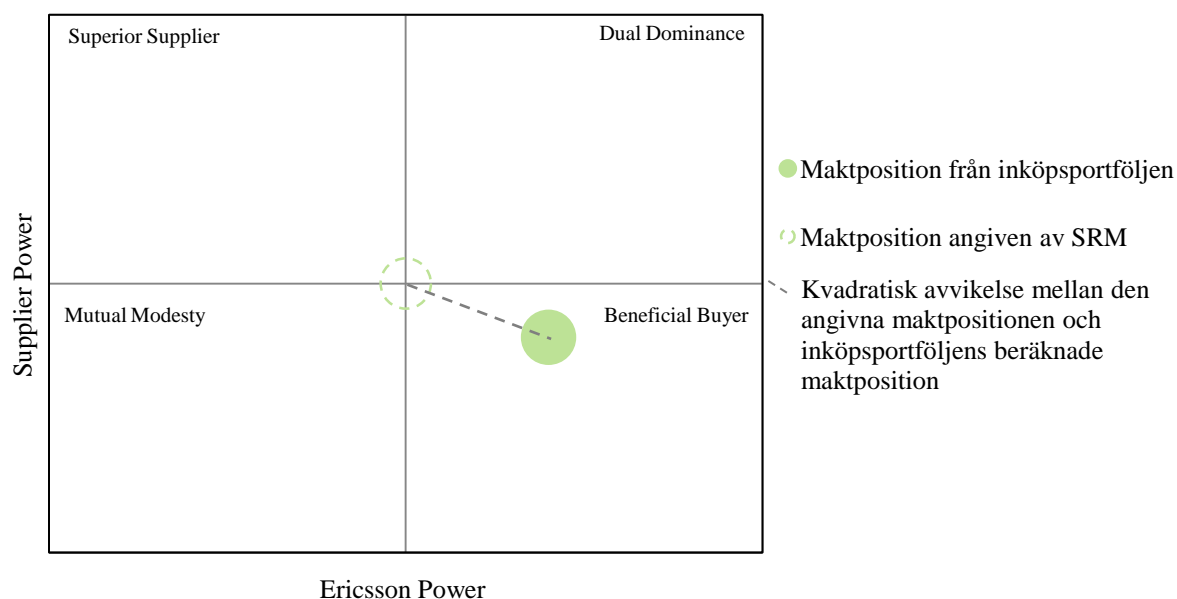 Superior Supplier
Dual Dominance
Maktposition från inköpsportföljen
Maktposition angiven av SRM
Supplier Power
Mutual Modesty
Beneficial Buyer
Kvadratisk avvikelse mellan den
angivna maktpositionen och
inköpsportföljens beräknade
maktposition
Ericsson Power